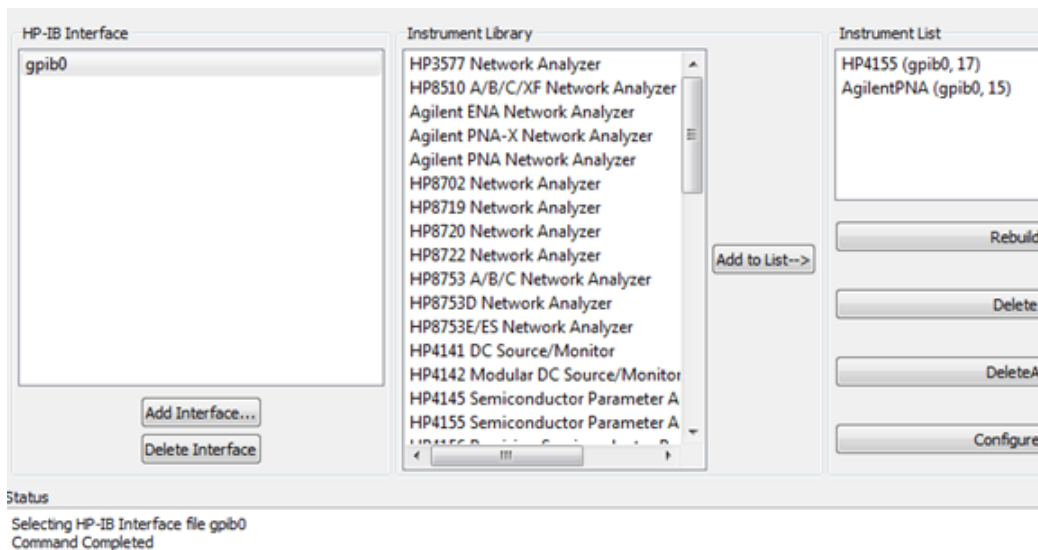 HP-IB Interface
gpib0
Add Interface...
Delete Interface
Instrument Library
HP3577 Network Analyzer
HP8510 A/B/C/XF Network Analyzer
Agilent ENA Network Analyzer
Agilent PNA-X Network Analyzer
Agilent PNA Network Analyzer
HP8702 Network Analyzer
HP8719 Network Analyzer
HP8720 Network Analyzer
HP8722 Network Analyzer
HP8753 A/B/C Network Analyzer
HP8753D Network Analyzer
HP8753E/ES Network Analyzer
HP4141 DC Source/Monitor
HP4142 Modular DC Source/Monitor
HP4145 Semiconductor Parameter A
HP4155 Semiconductor Parameter A
Add to List-->
Instrument List
HP4155 (gpib0, 17)
AgilentPNA (gpib0, 15)
Rebuild
Delete
DeleteA
Configure
Status
Selecting HP-IB Interface file gpib0
Command Completed